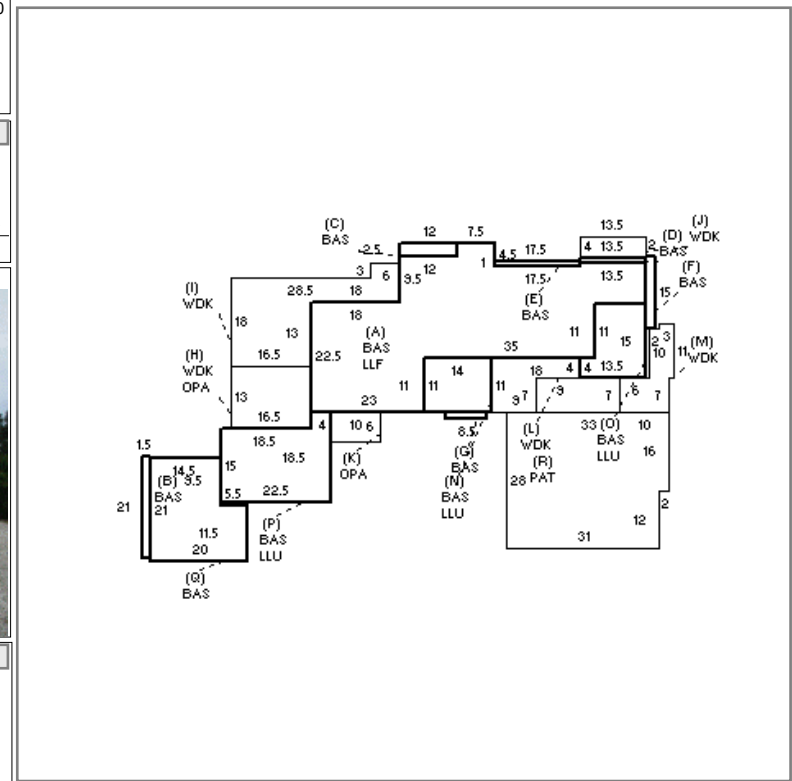 (C)
BAS
2.5
12
7.5
12
13.5
(J)
WDK
(D)
BAS
4 13.5
2
4.5 17.5
1
3
6
9.5
17.5
13.5
(F)
BAS
15
(I)
WDK
28.5
18
(E)
BAS
18
18
13
16.5
(A)
BAS
LLF
22.5
35
11
11
15
2
3
10
11
(M)
WDK
(H)
WDK
OPA
13
16.5
14
11
11
11
18
4
4 13.5
9
7
9
7
6
7
23
4
10 6
8.5
(K)
OPA
(G)
BAS
(N)
BAS
LLU
(L)
WDK
(R)
PAT
33
(O)
BAS
LLU
10
16
28
2
12
31
1.5
18.5
18.5
15
14.5
9.5
(B)
BAS
21
21
5.5
22.5
11.5
20
(P)
BAS
LLU
(Q)
BAS